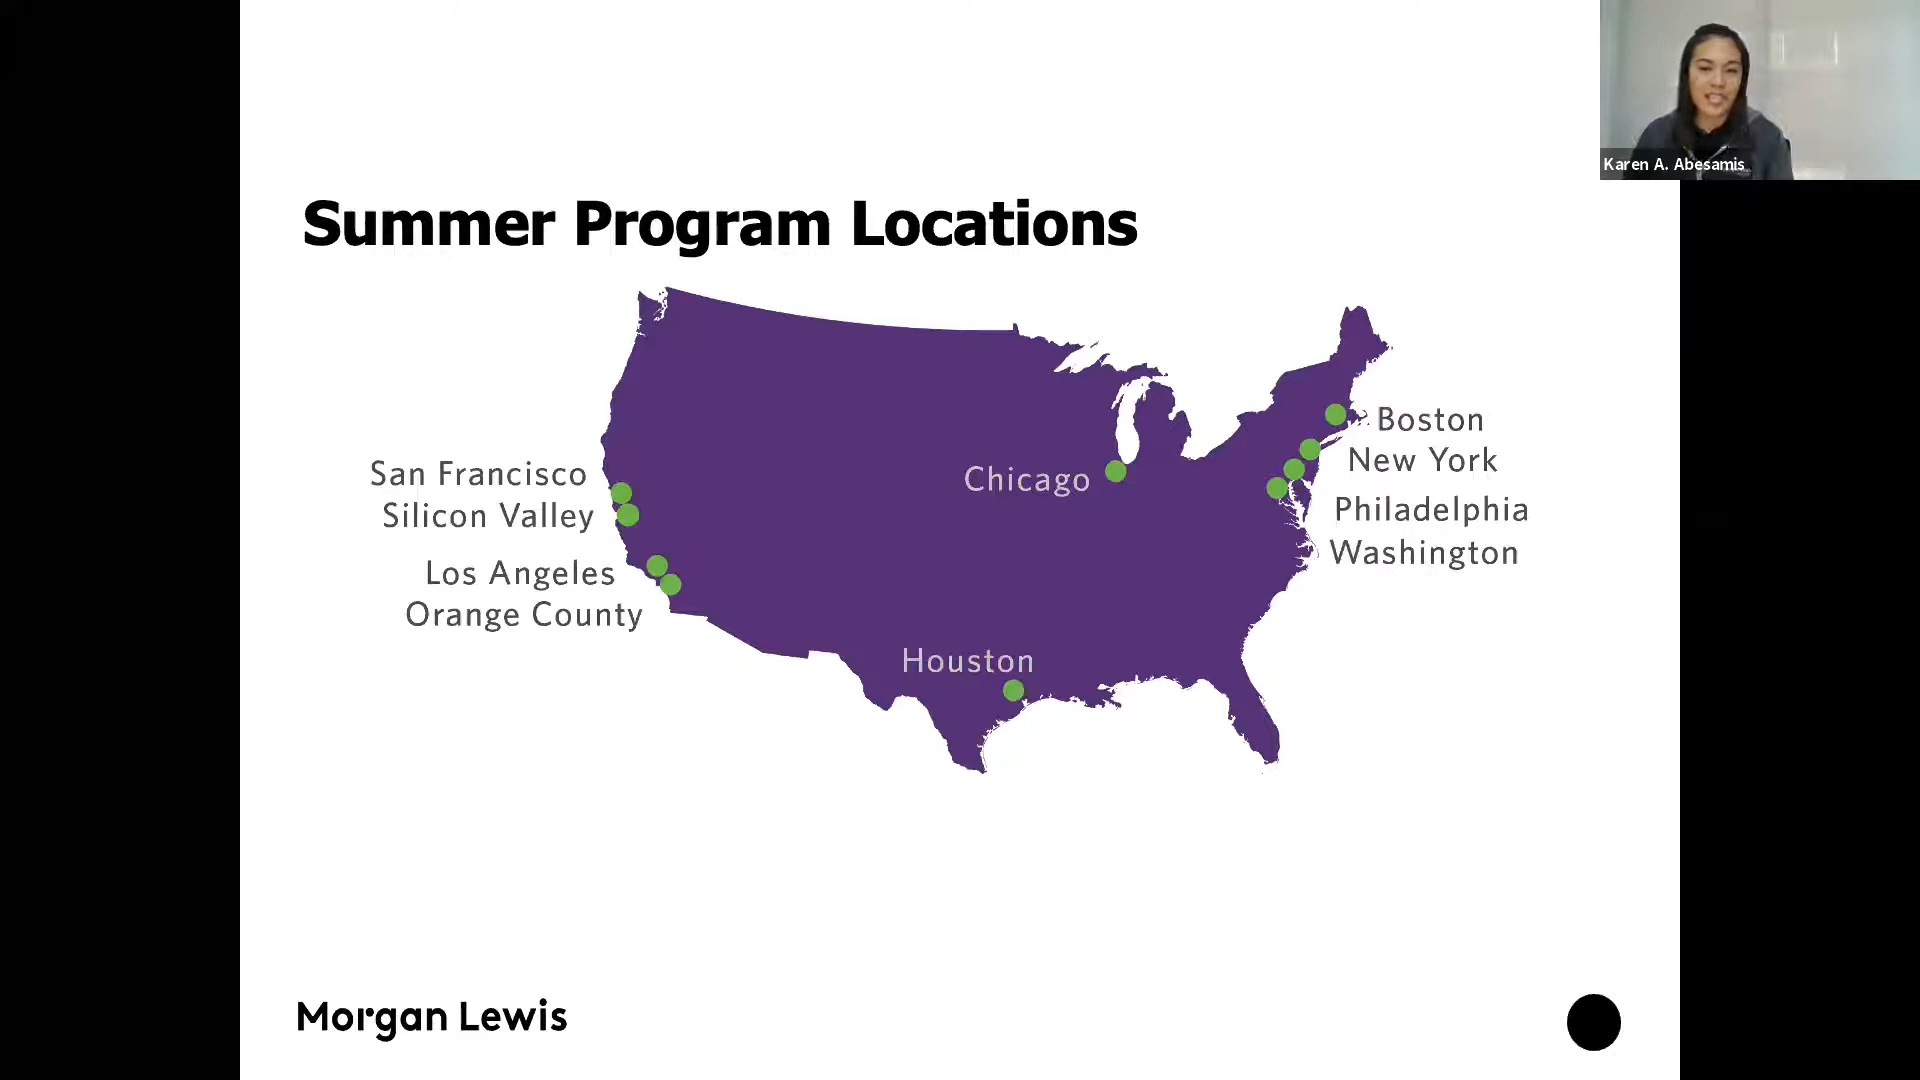 Karen A. Abesamis
Summer Program Locations
Boston
New York
Philadelphia
Washington
Chicago
San Francisco
Silicon Valley
Los Angeles
Orange County
Houston
Morgan Lewis